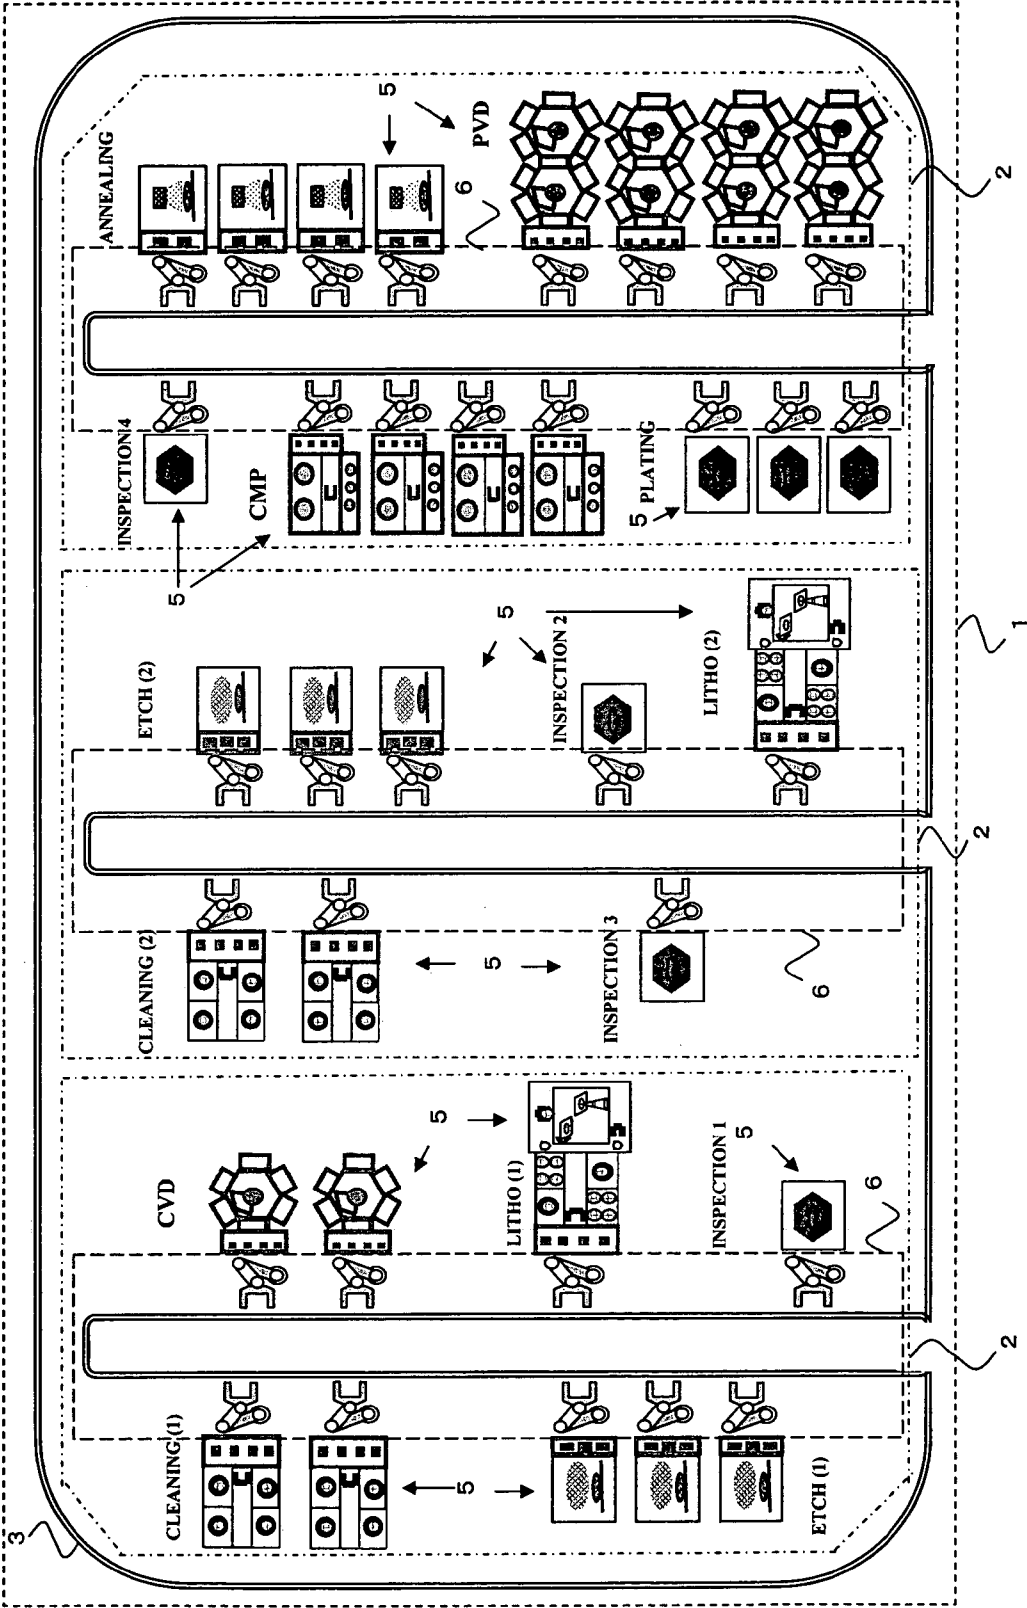 3
CLEANING (1)
CVD
5
ETCH (1)
LITHO (1)
5
INSPECTION 1
5
6
2
CLEANING (2)
ETCH (2)
5
INSPECTION 3
INSPECTION 2
5
LITHO (2)
6
2
1
INSPECTION 4
ANNEALING
5
CMP
5
6
PVD
5
PLATING
2